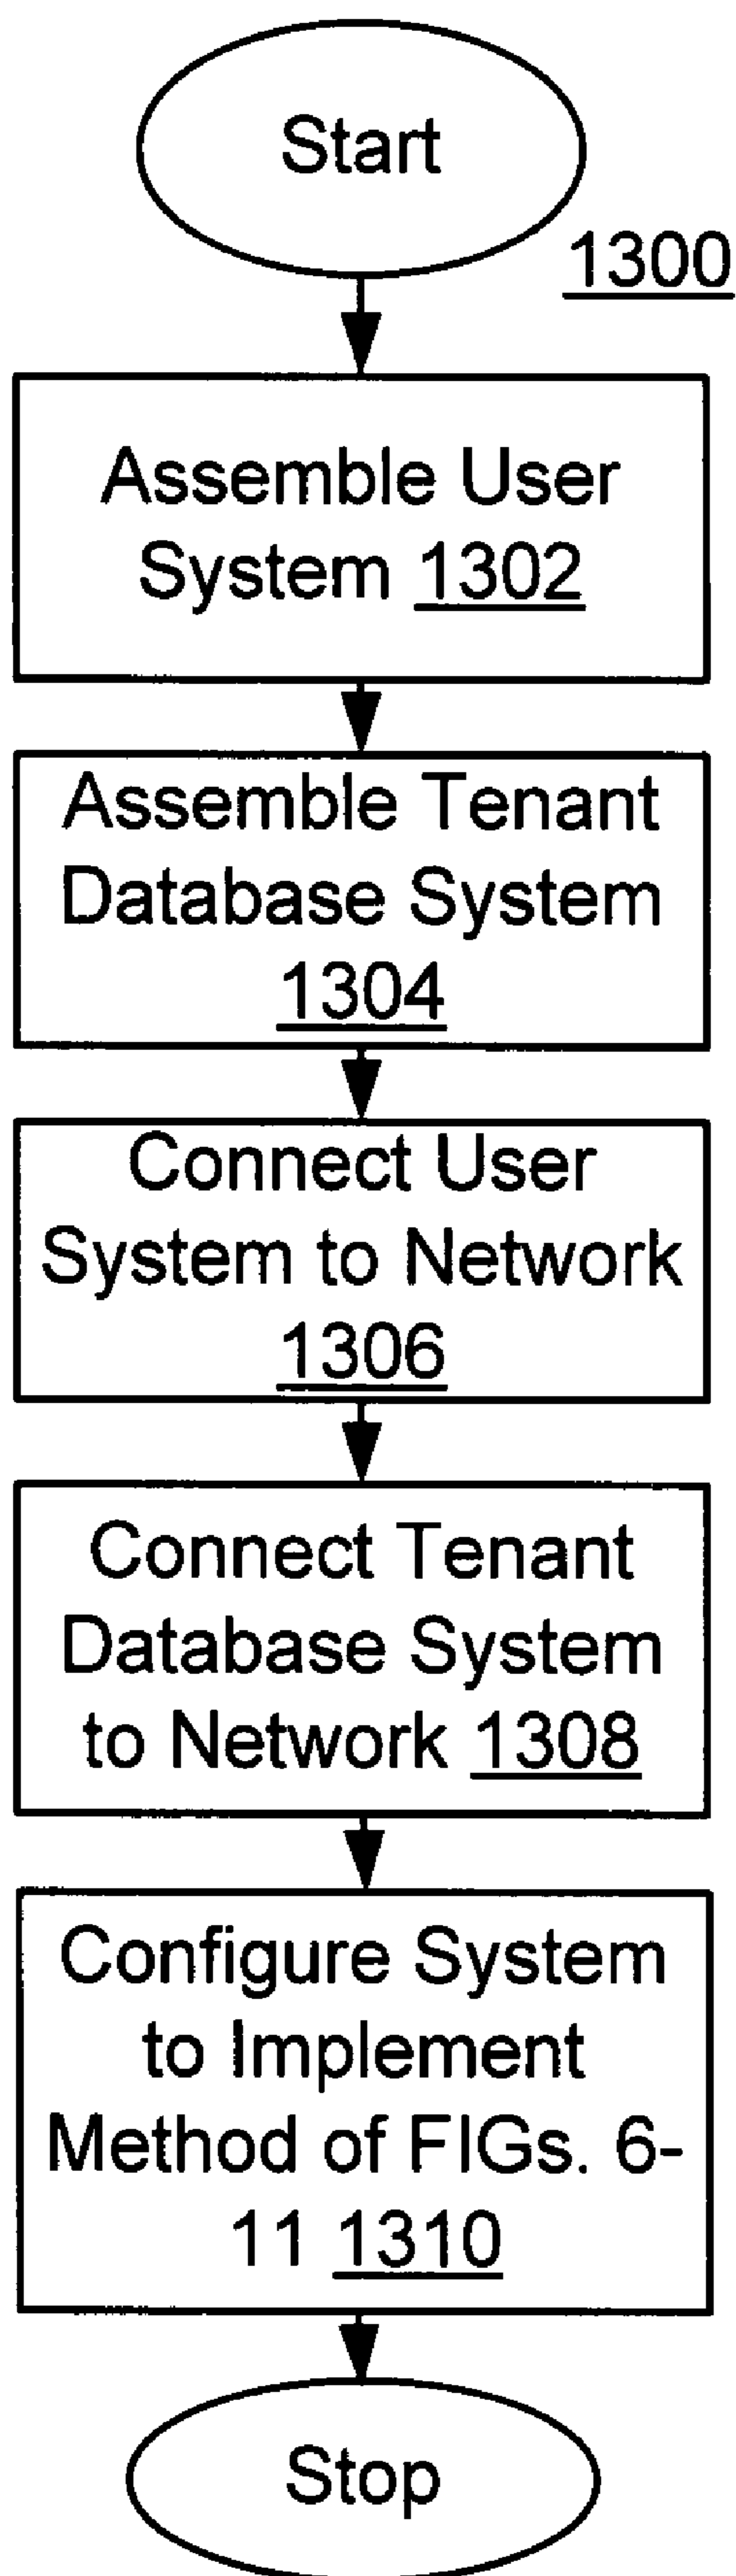 Start
1300
Assemble User
System 1302
Assemble Tenant
Database System
1304
Connect User
System to Network
1306
Connect Tenant
Database System
to Network 1308
Configure System
to Implement
Method of FIGs. 6-
11 1310
Stop